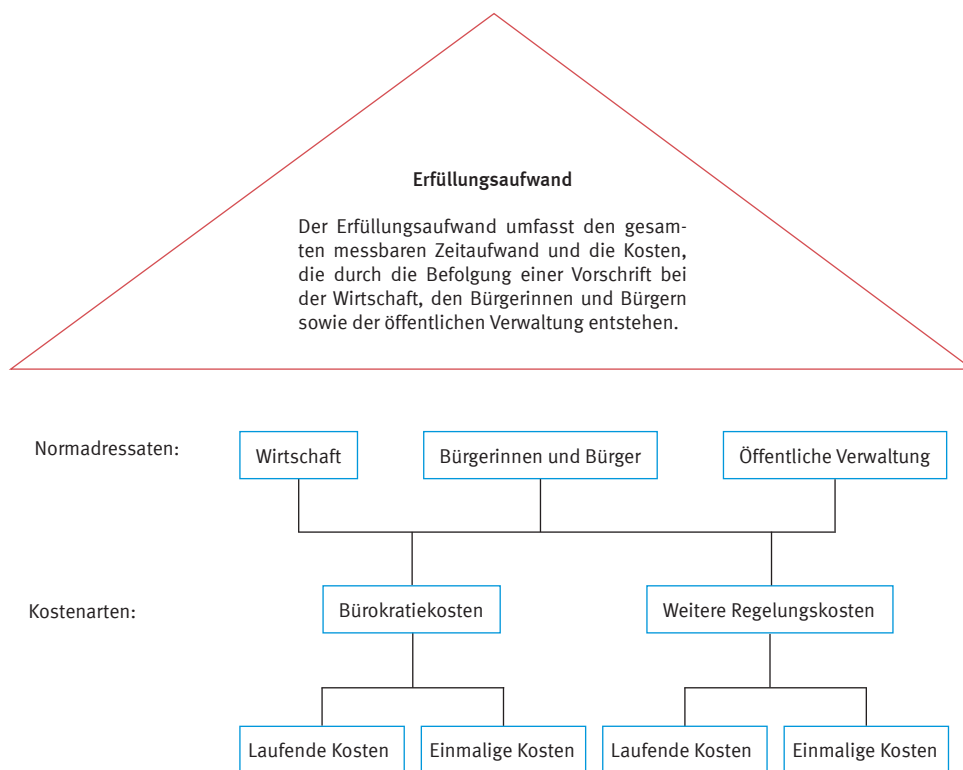 Erfüllungsaufwand
Der Erfüllungsaufwand umfasst den gesam-
ten messbaren Zeitaufwand und die Kosten,
die durch die Befolgung einer Vorschrift bei
der Wirtschaft, den Bürgerinnen und Bürgern
sowie der öffentlichen Verwaltung entstehen.
Normadressaten:
Wirtschaft
Bürgerinnen und Bürger
Öffentliche Verwaltung
Kostenarten:
Bürokratiekosten
Weitere Regelungskosten
Laufende Kosten
Einmalige Kosten
Laufende Kosten
Einmalige Kosten